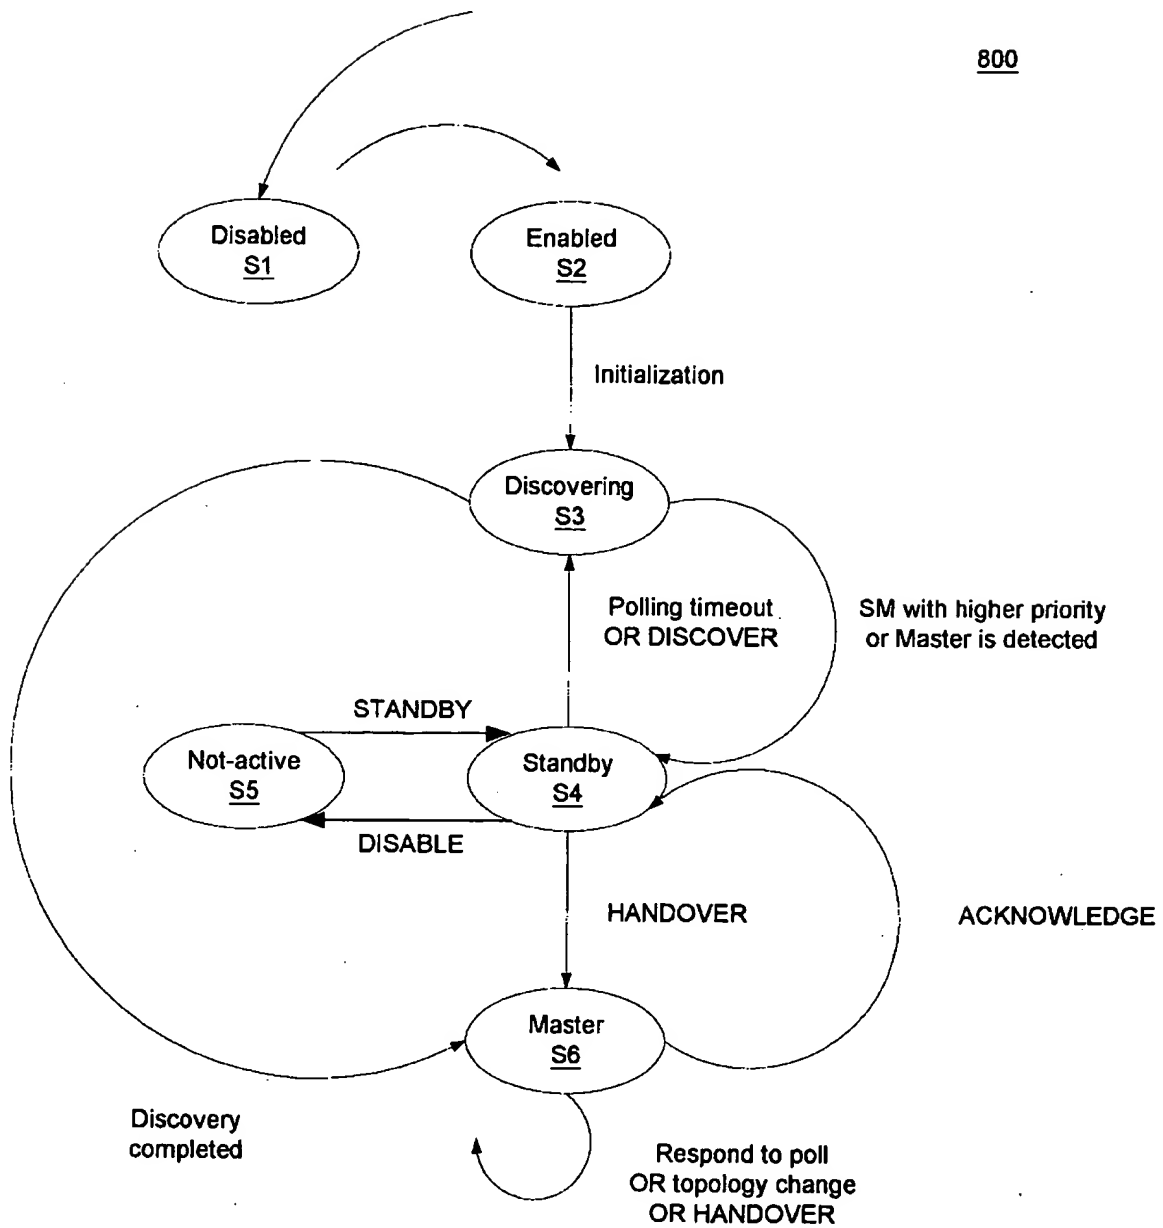 800
Disabled
S1
Enabled
S2
Initialization
Discovering
S3
Polling timeout
OR DISCOVER
SM with higher priority
or Master is detected
STANDBY
Not-active
S5
Standby
S4
DISABLE
HANDOVER
ACKNOWLEDGE
Master
S6
Discovery
completed
Respond to poll
OR topology change
OR HANDOVER